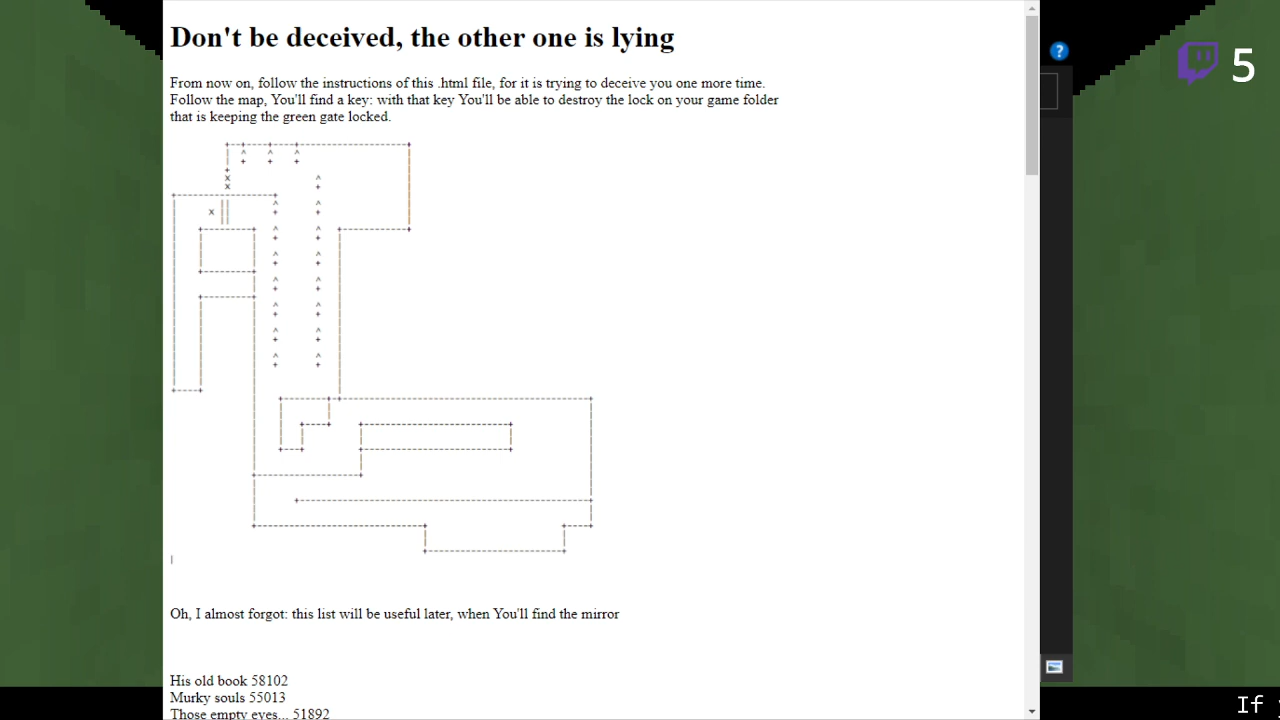 Don't be deceived, the other one is lying
5
From now on, follow the instructions of this .html file, for it is trying to deceive you one more time.
Follow the map, You'll find a key: with that key You'll be able to destroy the lock on your game folder
that is keeping the green gate locked.
Oh, I almost forgot: this list will be useful later, when You'll find the mirror
His old book 58102
Murky souls 55013
Those empty eyes... 51892
If